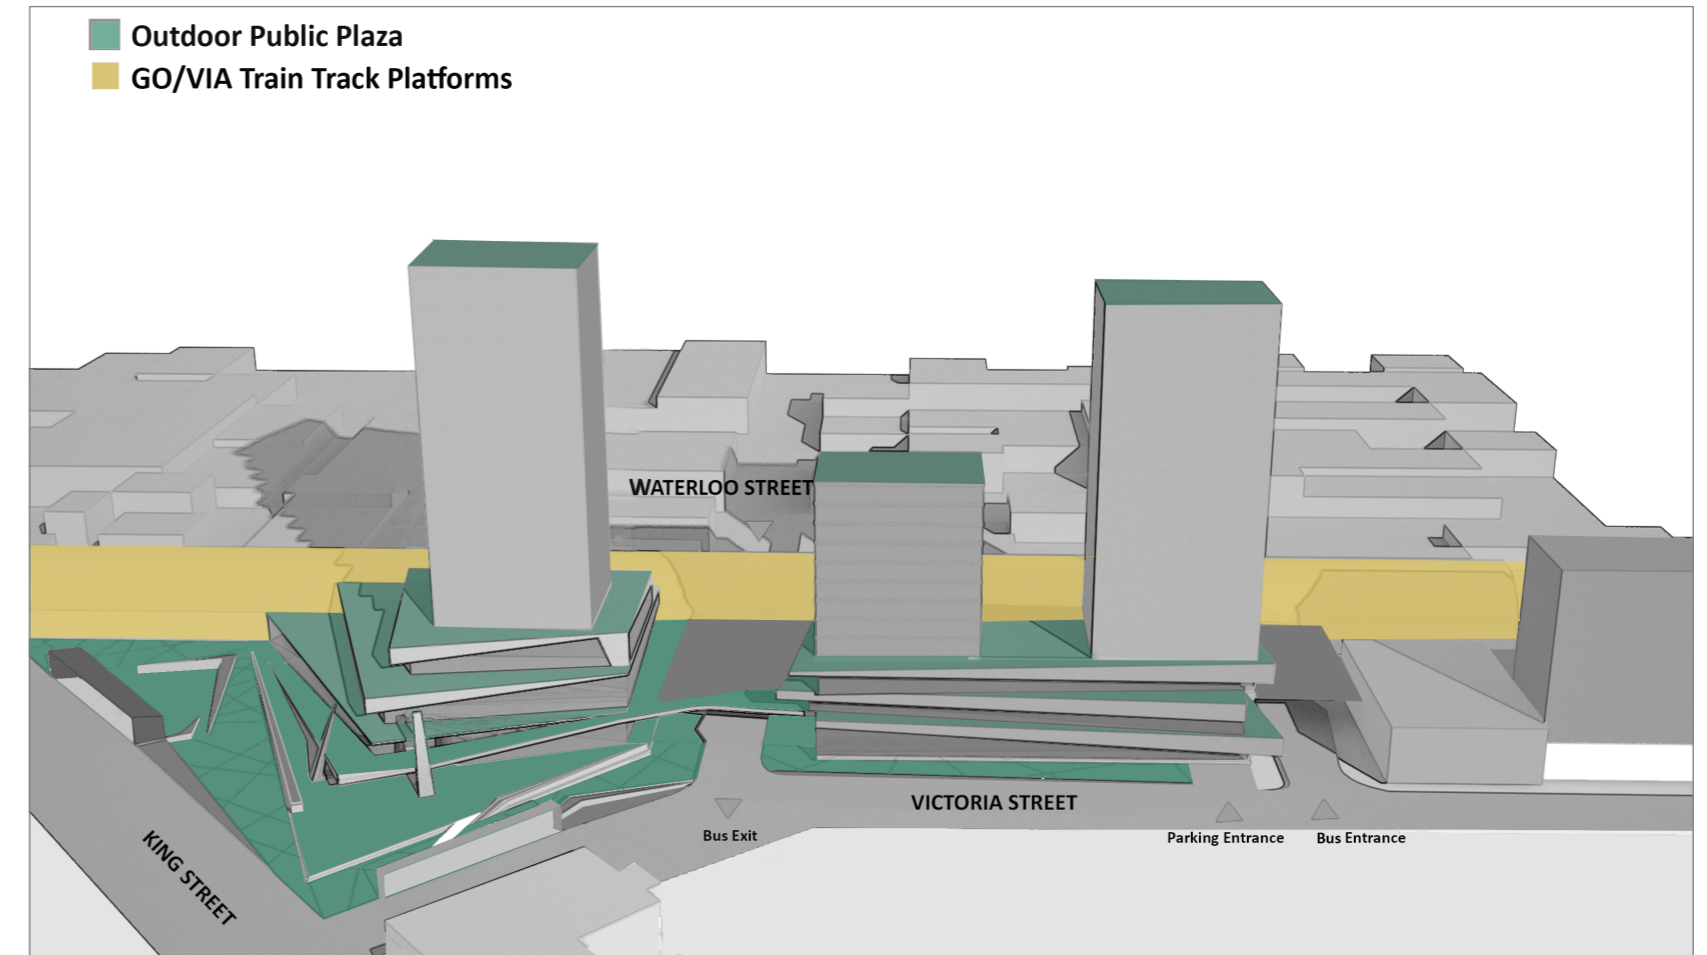 Outdoor Public Plaza
GO/VIA Train Track Platforms
WATERLOO STREET
VICTORIA STREET
Bus Exit
Parking Entrance
Bus Entrance
KING STREET